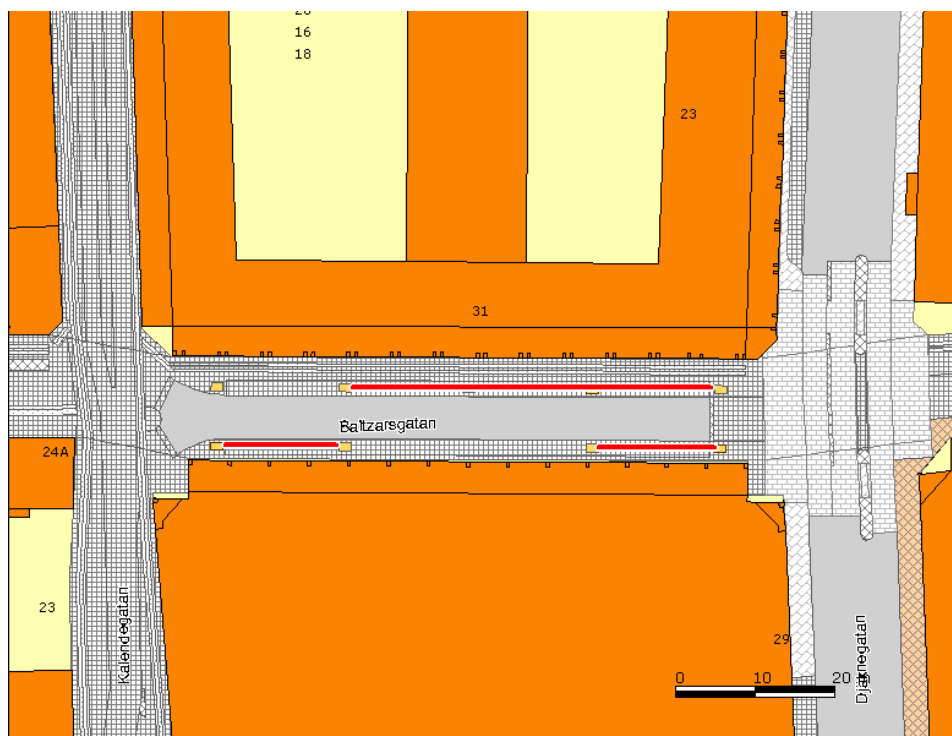 16
18
23
31
Baltzarsgatan
24A
23
Kalendegatan
29
0 10 20 m
Djäknegatan